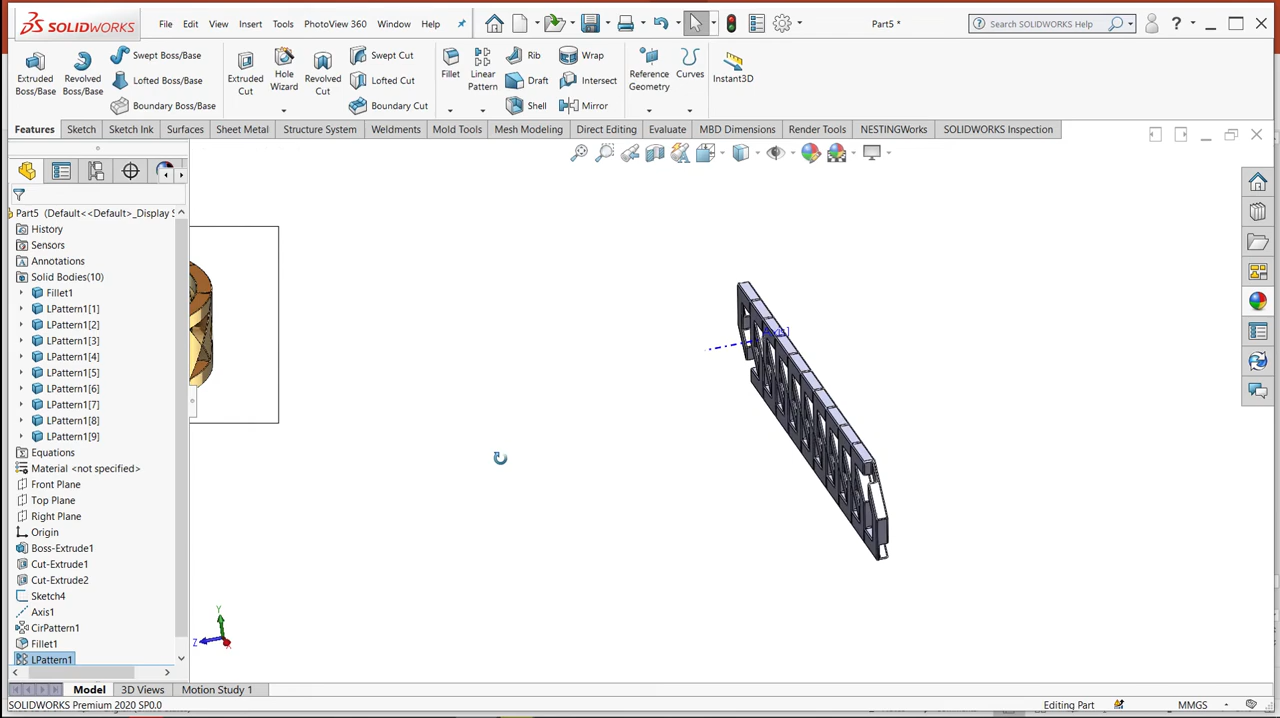 SOLIDWORKS File Edit View Insert Tools PhotoView 360 Window Help Part5 * Search SOLIDWORKS Help
Extruded Boss/Base
Revolved Boss/Base
Swept Boss/Base
Lofted Boss/Base
Boundary Boss/Base
Extruded Cut
Hole Wizard
Revolved Cut
Swept Cut
Lofted Cut
Boundary Cut
Fillet
Linear Pattern
Rib
Draft
Shell
Wrap
Intersect
Mirror
Reference Geometry
Curves
Instant3D
Features Sketch Sketch Ink Surfaces Sheet Metal Structure System Weldments Mold Tools Mesh Modeling Direct Editing Evaluate MBD Dimensions Render Tools NESTINGWorks SOLIDWORKS Inspection
Part5 (Default<<Default>_Display S
History
Sensors
Annotations
Solid Bodies(10)
Fillet1
LPattern1[1]
LPattern1[2]
LPattern1[3]
LPattern1[4]
LPattern1[5]
LPattern1[6]
LPattern1[7]
LPattern1[8]
LPattern1[9]
Equations
Material <not specified>
Front Plane
Top Plane
Right Plane
Origin
Boss-Extrude1
Cut-Extrude1
Cut-Extrude2
Sketch4
Axis1
CirPattern1
Fillet1
LPattern1
Y
Z
X
Model 3D Views Motion Study 1
SOLIDWORKS Premium 2020 SP0.0 Editing Part MMGS